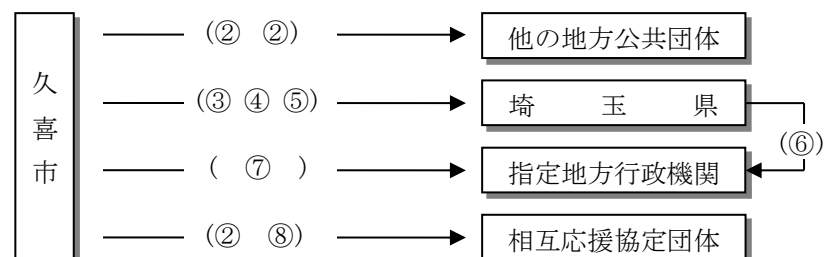 (② ②) 他の地方公共団体
久喜市
(③ ④ ⑤) 埼玉県
(⑥)
( ⑦ ) 指定地方行政機関
(② ⑧) 相互応援協定団体